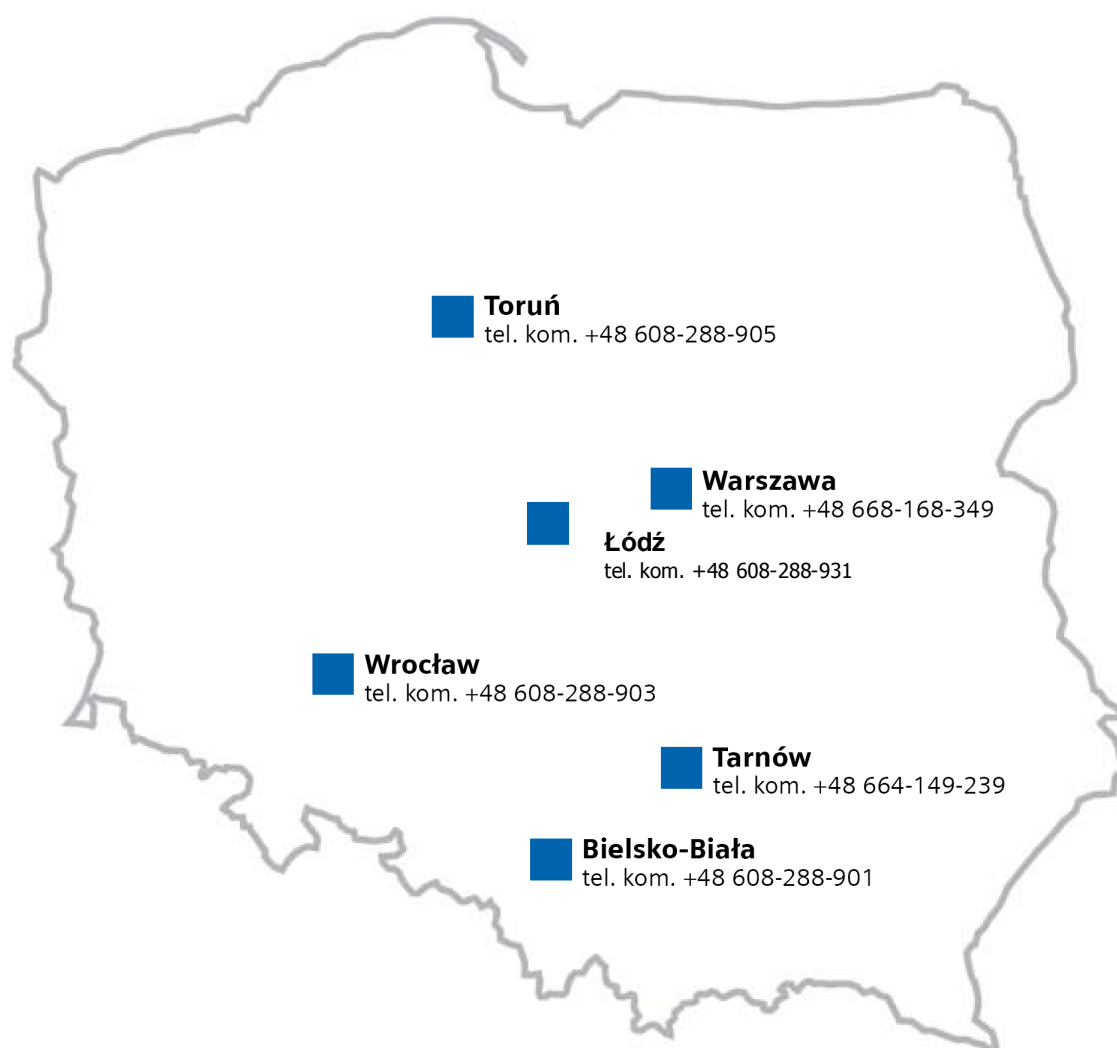 Toruń
tel. kom. +48 608-288-905
Warszawa
tel. kom. +48 668-168-349
Łódź
tel. kom. +48 608-288-931
Wrocław
tel. kom. +48 608-288-903
Tarnów
tel. kom. +48 664-149-239
Bielsko-Biała
tel. kom. +48 608-288-901